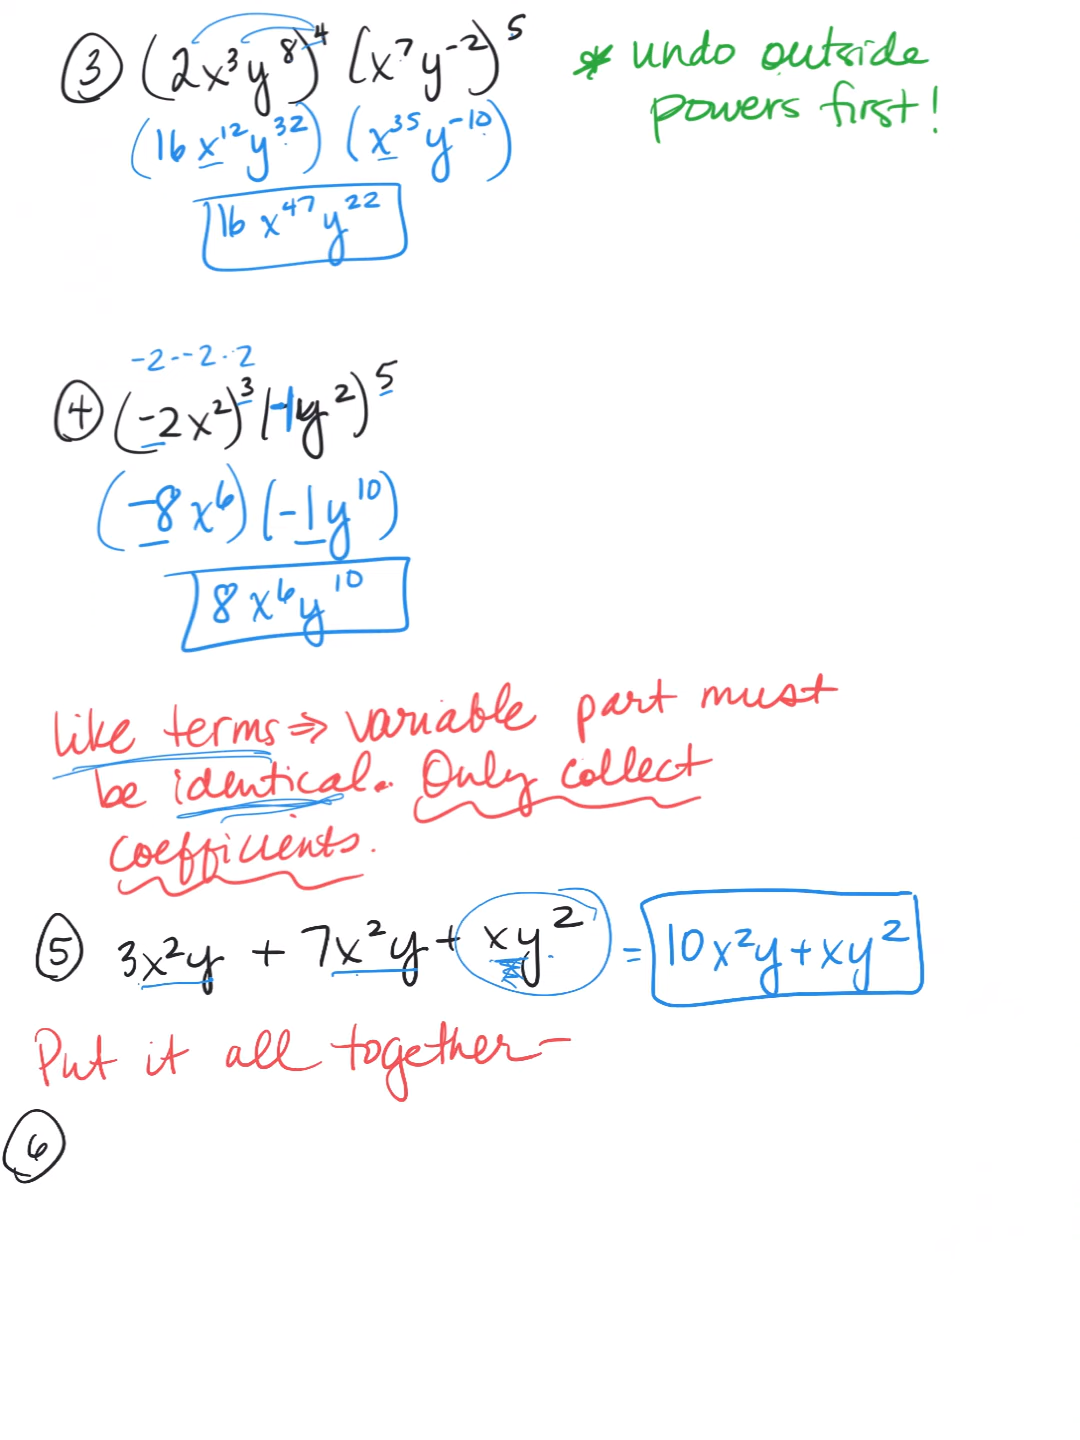 ③ (2x³y⁸)⁴ (x⁷y⁻²)⁵
* undo outside
powers first!
(16x¹²y³²) (x³⁵y⁻¹⁰)
16x⁴⁷y²²
-2·-2·2
④ (-2x²)³(-1y²)⁵
(-8x⁶)(-1y¹⁰)
8x⁶y¹⁰
like terms ⇒ variable part must
be identical. Only collect
coefficients.
⑤ 3x²y + 7x²y + xy² = 10x²y + xy²
Put it all together-
⑥